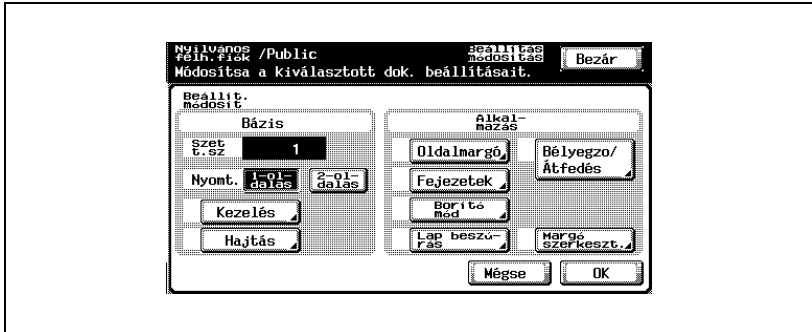 Nyilvános félh.fiók /Public
Beállítás módosítás
Bezár
Módosítsa a kiválasztott dok. beállításait.
Beállít. módosít
Bázis
Szet t.sz
1
Nyomt.
1-ol-
dalas
2-ol-
dalas
Kezelés
Hajtás
Alkal-
mazás
Oldalmargó
Fejezetek
Borító
mód
Lap beszú-
rás
Bélyegzo/
Átfedés
Margó
szerkeszt.
Mégse
OK